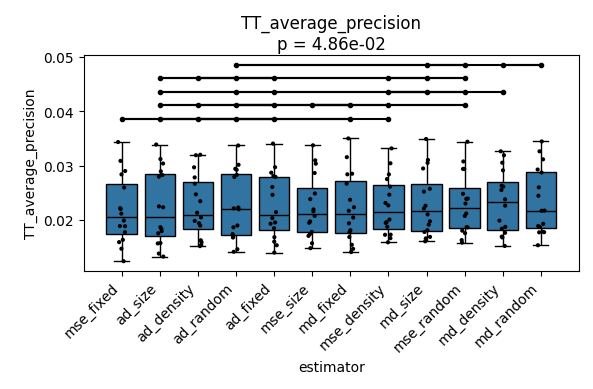 TT_average_precision
p = 4.86e-02
TT_average_precision
0.05
0.04
0.03
0.02
mse_fixed
ad_size
ad_density
ad_random
ad_fixed
mse_size
md_fixed
mse_density
md_size
mse_random
md_density
md_random
estimator